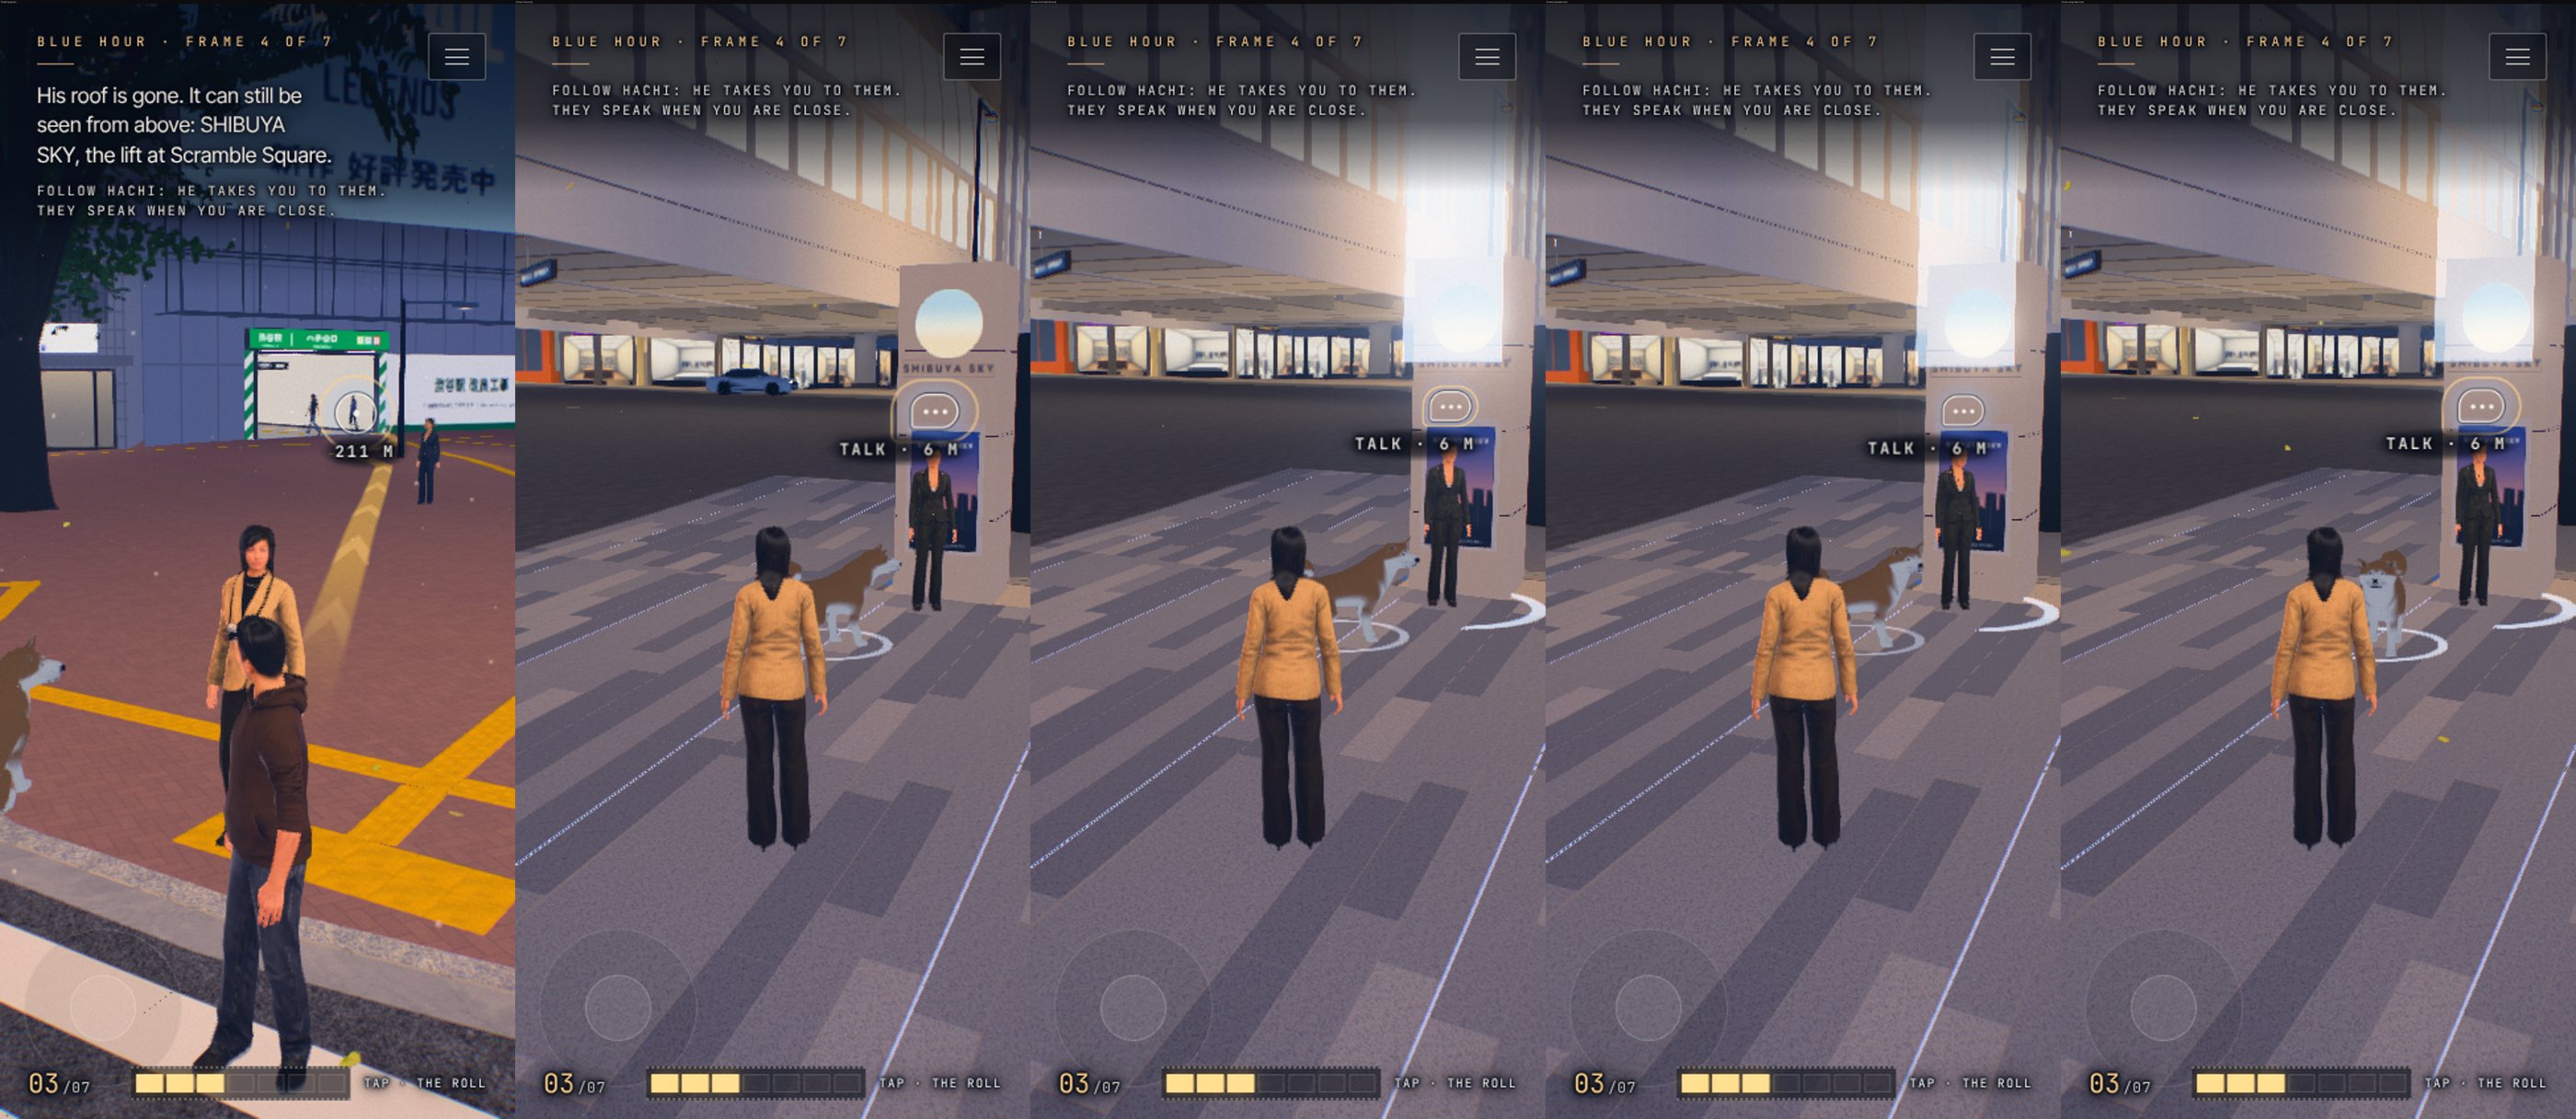 BLUE HOUR · FRAME 4 OF 7
His roof is gone. It can still be
seen from above: SHIBUYA
SKY, the lift at Scramble Square.
FOLLOW HACHI: HE TAKES YOU TO THEM.
THEY SPEAK WHEN YOU ARE CLOSE.
LEGENDS
好評発売中
211 M
03/07
TAP · THE ROLL
BLUE HOUR · FRAME 4 OF 7
FOLLOW HACHI: HE TAKES YOU TO THEM.
THEY SPEAK WHEN YOU ARE CLOSE.
SHIBUYA SKY
TALK · 6 M
03/07
TAP · THE ROLL
BLUE HOUR · FRAME 4 OF 7
FOLLOW HACHI: HE TAKES YOU TO THEM.
THEY SPEAK WHEN YOU ARE CLOSE.
SHIBUYA SKY
TALK · 6 M
03/07
TAP · THE ROLL
BLUE HOUR · FRAME 4 OF 7
FOLLOW HACHI: HE TAKES YOU TO THEM.
THEY SPEAK WHEN YOU ARE CLOSE.
SHIBUYA SKY
TALK · 6 M
03/07
TAP · THE ROLL
BLUE HOUR · FRAME 4 OF 7
FOLLOW HACHI: HE TAKES YOU TO THEM.
THEY SPEAK WHEN YOU ARE CLOSE.
SHIBUYA SKY
TALK · 6 M
03/07
TAP · THE ROLL